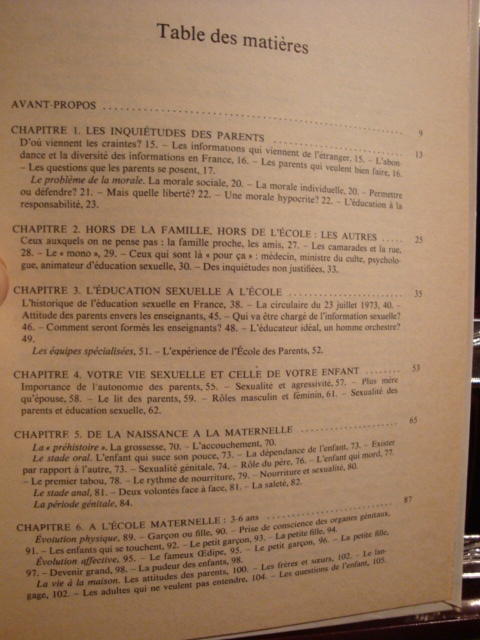 Table des matières
AVANT-PROPOS ........ 9
CHAPITRE 1. LES INQUIÉTUDES DES PARENTS ........ 13
D'où viennent les craintes? 15. – Les informations qui viennent de l'étranger, 15. – L'abon-
dance et la diversité des informations en France, 16. – Les parents qui veulent bien faire, 16.
– Les questions que les parents se posent, 17.
Le problème de la morale. La morale sociale, 20. – La morale individuelle, 20. – Permettre
ou défendre? 21. – Mais quelle liberté? 22. – Une morale hypocrite? 22. – L'éducation à la
responsabilité, 23.
CHAPITRE 2. HORS DE LA FAMILLE, HORS DE L'ÉCOLE : LES AUTRES ..... 25
Ceux auxquels on ne pense pas : la famille proche, les amis, 27. – Les camarades et la rue,
28. – Le « mono », 29. – Ceux qui sont là « pour ça » : médecin, ministre du culte, psycholo-
gue, animateur d'éducation sexuelle, 30. – Des inquiétudes non justifiées, 33.
CHAPITRE 3. L'ÉDUCATION SEXUELLE A L'ÉCOLE ........ 35
L'historique de l'éducation sexuelle en France, 38. – La circulaire du 23 juillet 1973, 40. –
Attitude des parents envers les enseignants, 45. – Qui va être chargé de l'information sexuelle?
46. – Comment seront formés les enseignants? 48. – L'éducateur idéal, un homme orchestre?
49.
Les équipes spécialisées, 51. – L'expérience de l'École des Parents, 52.
CHAPITRE 4. VOTRE VIE SEXUELLE ET CELLE DE VOTRE ENFANT ........ 53
Importance de l'autonomie des parents, 55. – Sexualité et agressivité, 57. – Plus mère
qu'épouse, 58. – Le lit des parents, 59. – Rôles masculin et féminin, 61. – Sexualité des
parents et éducation sexuelle, 62.
CHAPITRE 5. DE LA NAISSANCE A LA MATERNELLE ........ 65
La « préhistoire ». La grossesse, 70. – L'accouchement, 70.
Le stade oral. L'enfant qui suce son pouce, 73. – La dépendance de l'enfant, 73. – Exister
par rapport à l'autre, 73. – Sexualité génitale, 74. – Rôle du père, 76. – L'enfant qui mord, 77.
– Le premier tabou, 78. – Le rythme de nourriture, 79. – Nourriture et sexualité, 80.
Le stade anal, 81. – Deux volontés face à face, 81. – La saleté, 82.
La période génitale, 84.
CHAPITRE 6. A L'ÉCOLE MATERNELLE : 3-6 ans ........ 87
Évolution physique, 89. – Garçon ou fille, 90. – Prise de conscience des organes génitaux,
91. – Les enfants qui se touchent, 92. – Le petit garçon, 93. – La petite fille, 94.
Évolution affective, 95. – Le fameux Œdipe, 95. – Le petit garçon, 96. – La petite fille,
97. – Devenir grand, 98. – La pudeur des enfants, 98.
La vie à la maison. Les attitudes des parents, 100. – Les frères et sœurs, 102. – Le lan-
gage, 102. – Les adultes qui ne veulent pas entendre, 104. – Les questions de l'enfant, 105.